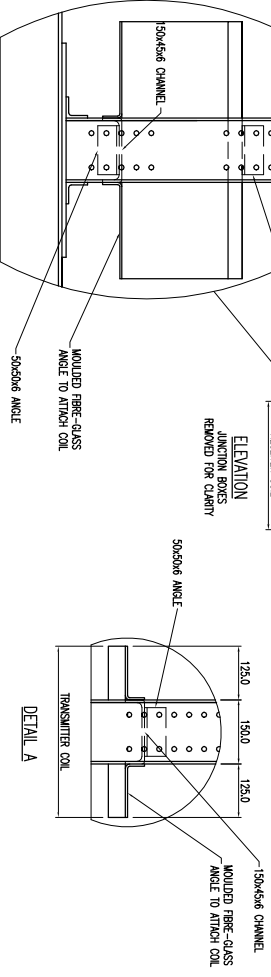 150x45x6 CHANNEL
MOULDED FIBRE-GLASS
ANGLE TO ATTACH COIL
50x50x6 ANGLE
ELEVATION
JUNCTION BOXES
REMOVED FOR CLARITY
50x50x6 ANGLE
125.0
150.0
125.0
150x45x6 CHANNEL
MOULDED FIBRE-GLASS
ANGLE TO ATTACH COIL
TRANSMITTER COIL
DETAIL A